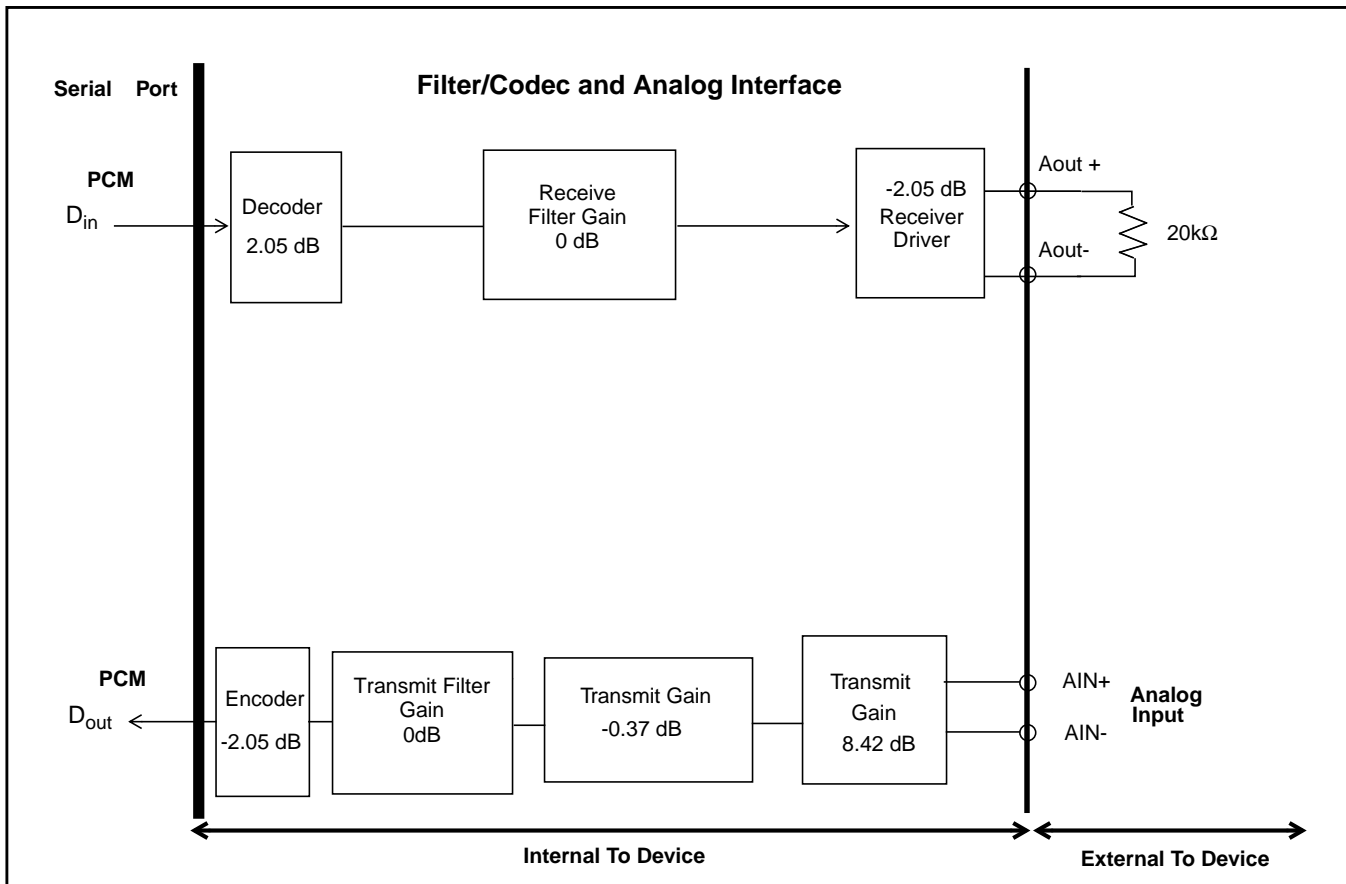 Serial Port
Filter/Codec and Analog Interface
PCM
Din
Decoder
2.05 dB
Receive
Filter Gain
0 dB
-2.05 dB
Receiver
Driver
Aout +
Aout-
20kΩ
PCM
Dout
Encoder
-2.05 dB
Transmit Filter
Gain
0dB
Transmit Gain
-0.37 dB
Transmit
Gain
8.42 dB
AIN+
AIN-
Analog
Input
Internal To Device
External To Device